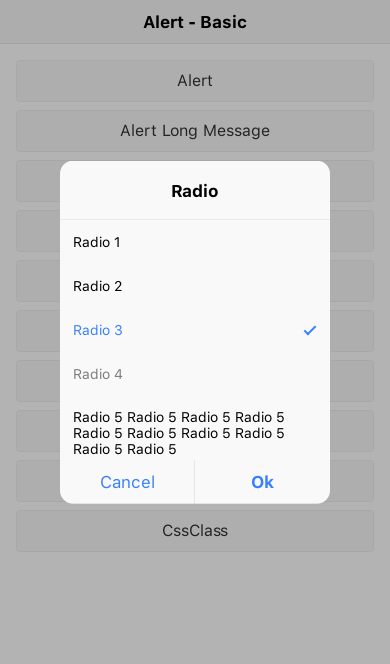 Alert - Basic
Alert
Alert Long Message
Radio
Radio 1
Radio 2
Radio 3
Radio 4
Radio 5 Radio 5 Radio 5 Radio 5
Radio 5 Radio 5 Radio 5 Radio 5
Radio 5 Radio 5
Cancel
Ok
CssClass